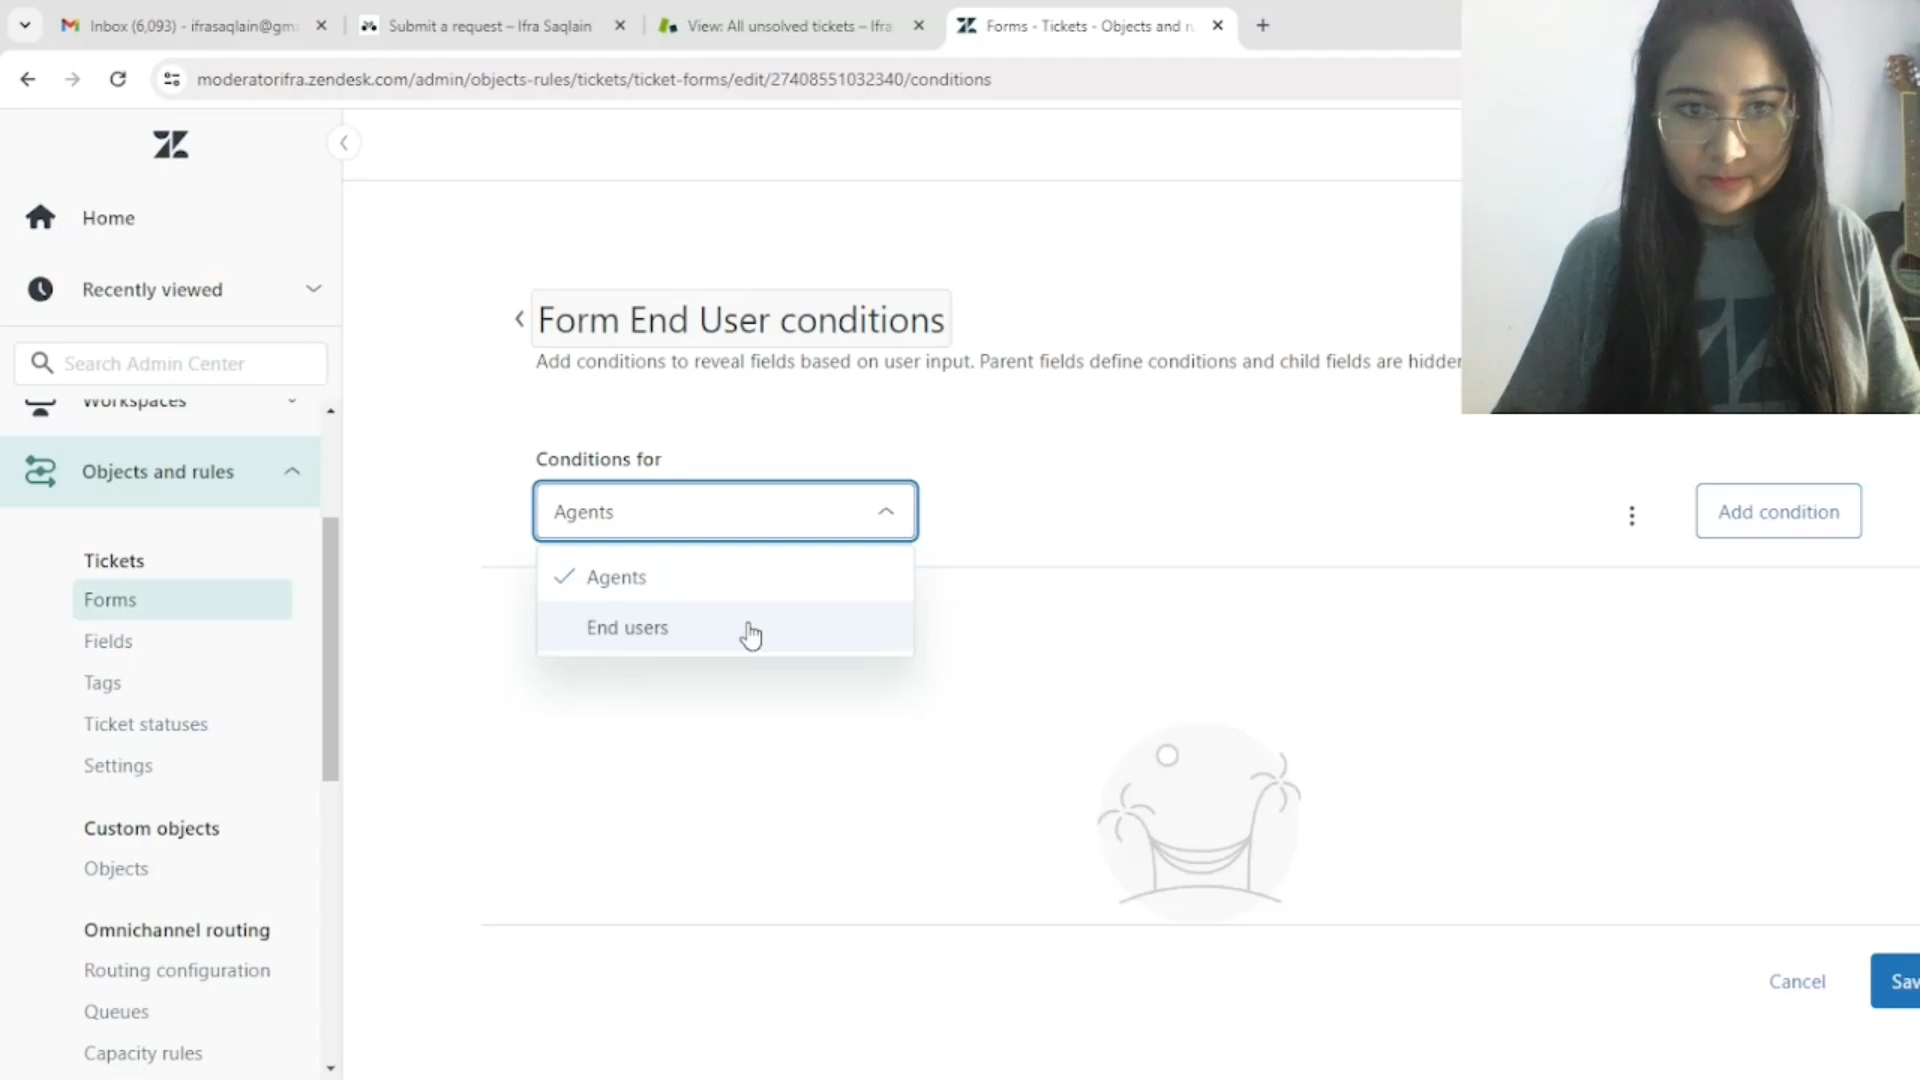 Inbox (6,093) - ifrasaqlain@gm
Submit a request – Ifra Saqlain
View: All unsolved tickets – Ifra
Forms - Tickets - Objects and r
moderatorifra.zendesk.com/admin/objects-rules/tickets/ticket-forms/edit/27408551032340/conditions
Home
Recently viewed
Search Admin Center
Workspaces
Objects and rules
Tickets
Forms
Fields
Tags
Ticket statuses
Settings
Custom objects
Objects
Omnichannel routing
Routing configuration
Queues
Capacity rules
Form End User conditions
Add conditions to reveal fields based on user input. Parent fields define conditions and child fields are hidden
Conditions for
Agents
Add condition
Agents
End users
Cancel
Sav